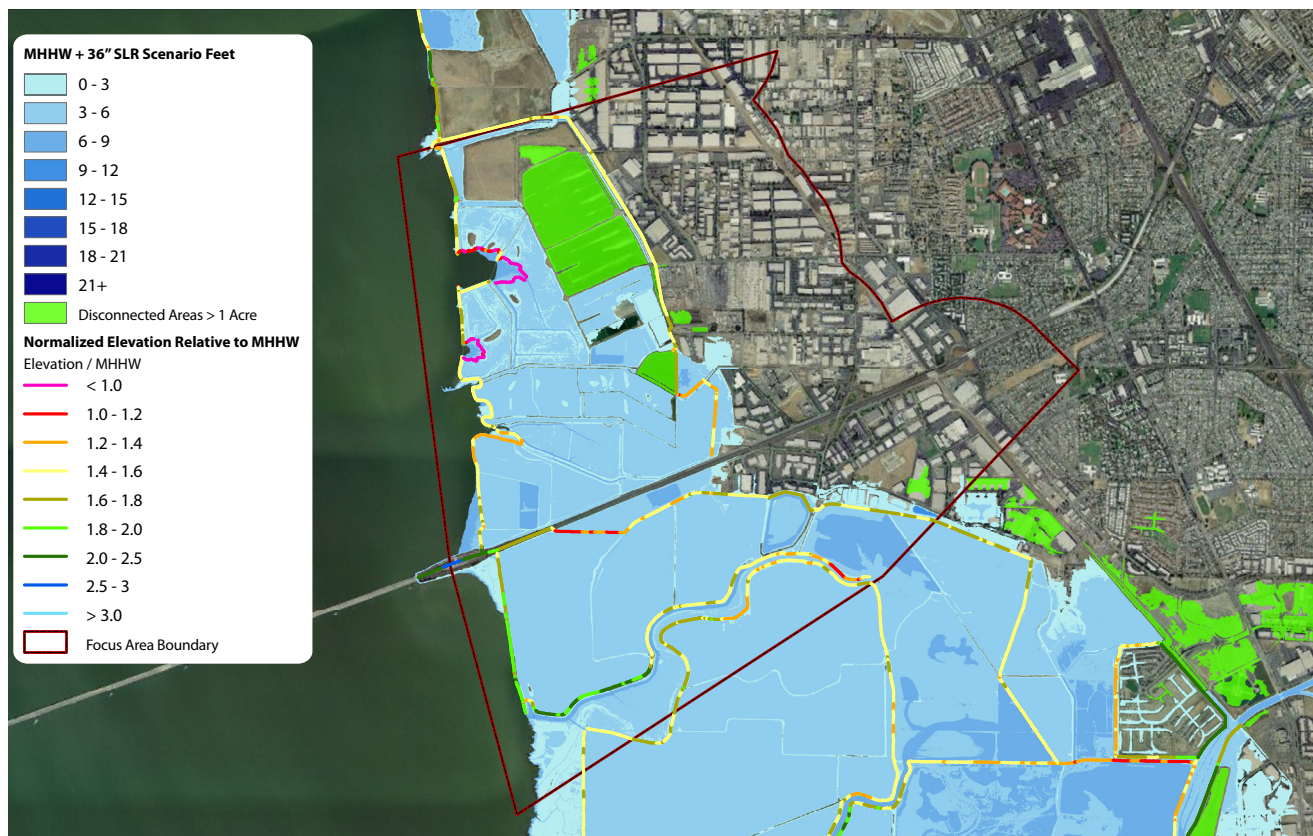 MHHW + 36” SLR Scenario Feet
0 - 3
3 - 6
6 - 9
9 - 12
12 - 15
15 - 18
18 - 21
21+
Disconnected Areas > 1 Acre
Normalized Elevation Relative to MHHW
Elevation / MHHW
< 1.0
1.0 - 1.2
1.2 - 1.4
1.4 - 1.6
1.6 - 1.8
1.8 - 2.0
2.0 - 2.5
2.5 - 3
> 3.0
Focus Area Boundary